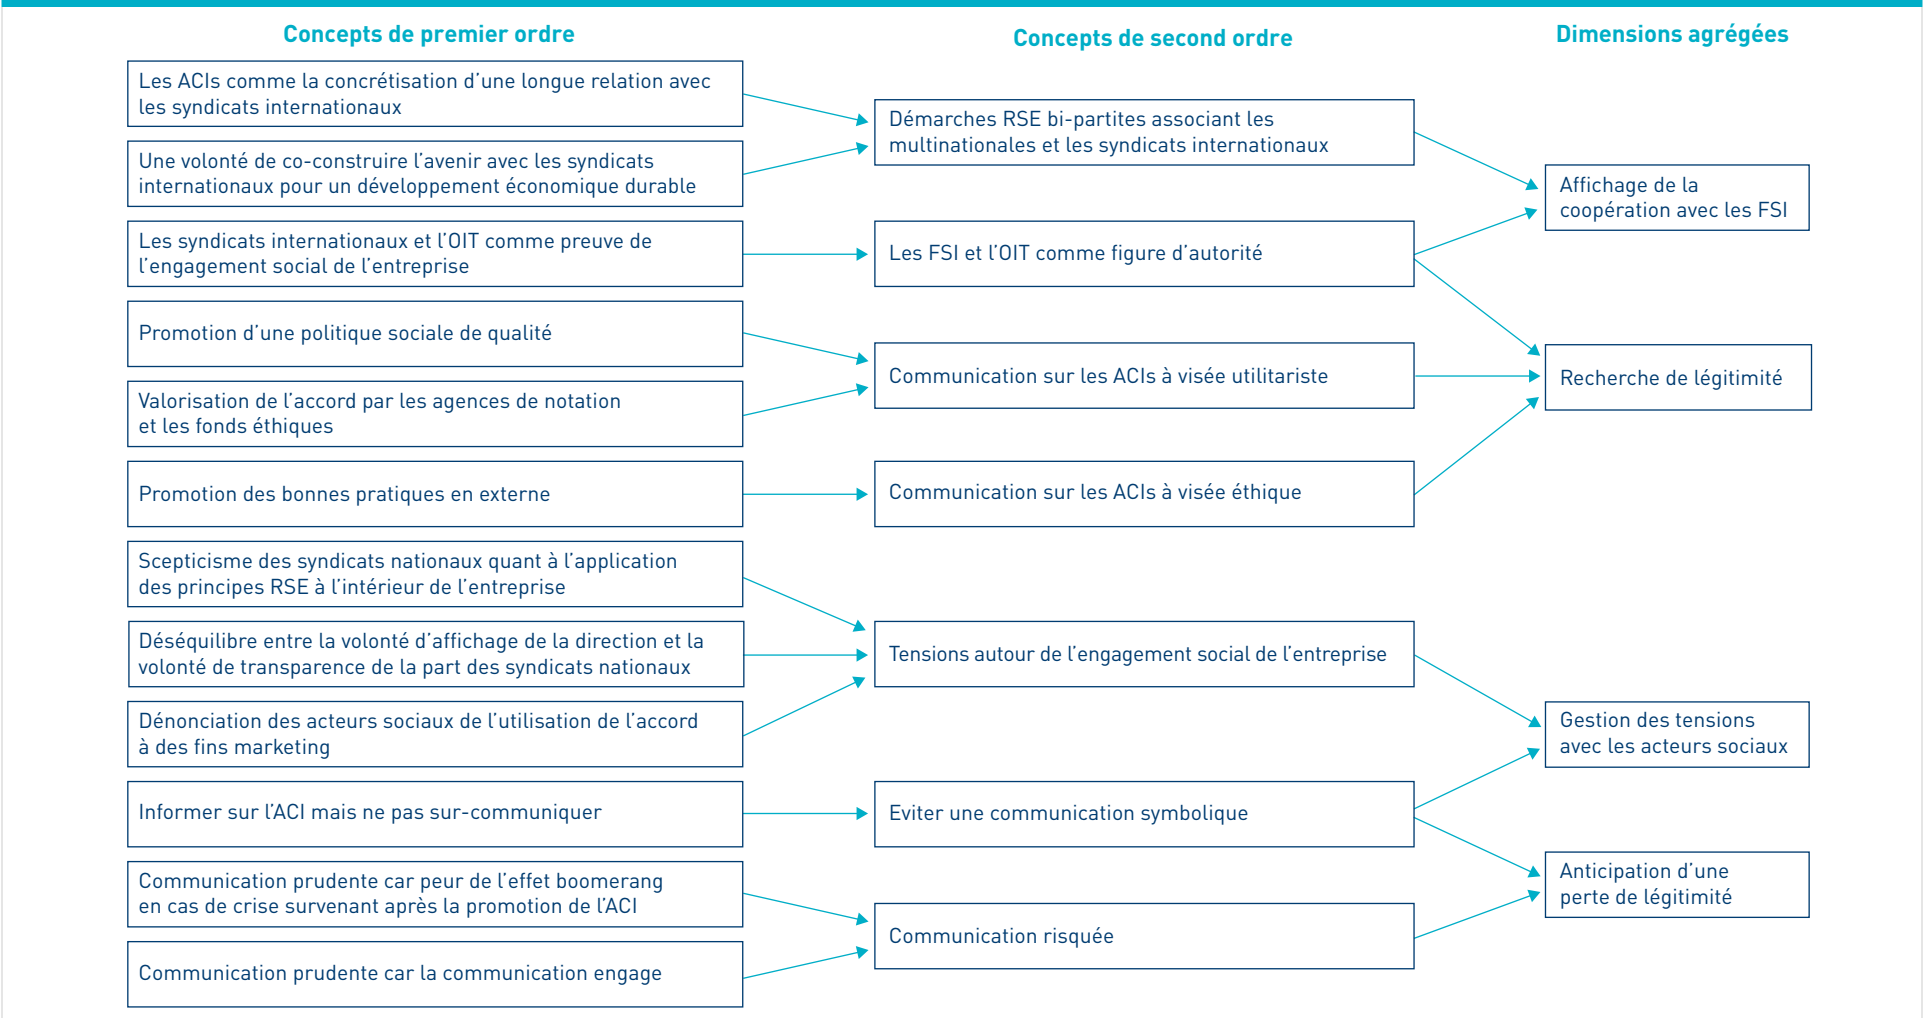 Concepts de premier ordre
Les ACIs comme la concrétisation d’une longue relation avec
les syndicats internationaux
Une volonté de co-construire l’avenir avec les syndicats
internationaux pour un développement économique durable
Les syndicats internationaux et l’OIT comme preuve de
l’engagement social de l’entreprise
Promotion d’une politique sociale de qualité
Valorisation de l’accord par les agences de notation
et les fonds éthiques
Promotion des bonnes pratiques en externe
Scepticisme des syndicats nationaux quant à l’application
des principes RSE à l’intérieur de l’entreprise
Déséquilibre entre la volonté d’affichage de la direction et la
volonté de transparence de la part des syndicats nationaux
Dénonciation des acteurs sociaux de l’utilisation de l’accord
à des fins marketing
Informer sur l’ACI mais ne pas sur-communiquer
Communication prudente car peur de l’effet boomerang
en cas de crise survenant après la promotion de l’ACI
Communication prudente car la communication engage
Concepts de second ordre
Démarches RSE bi-partites associant les
multinationales et les syndicats internationaux
Les FSI et l’OIT comme figure d’autorité
Communication sur les ACIs à visée utilitariste
Communication sur les ACIs à visée éthique
Tensions autour de l’engagement social de l’entreprise
Eviter une communication symbolique
Communication risquée
Dimensions agrégées
Affichage de la
coopération avec les FSI
Recherche de légitimité
Gestion des tensions
avec les acteurs sociaux
Anticipation d’une
perte de légitimité